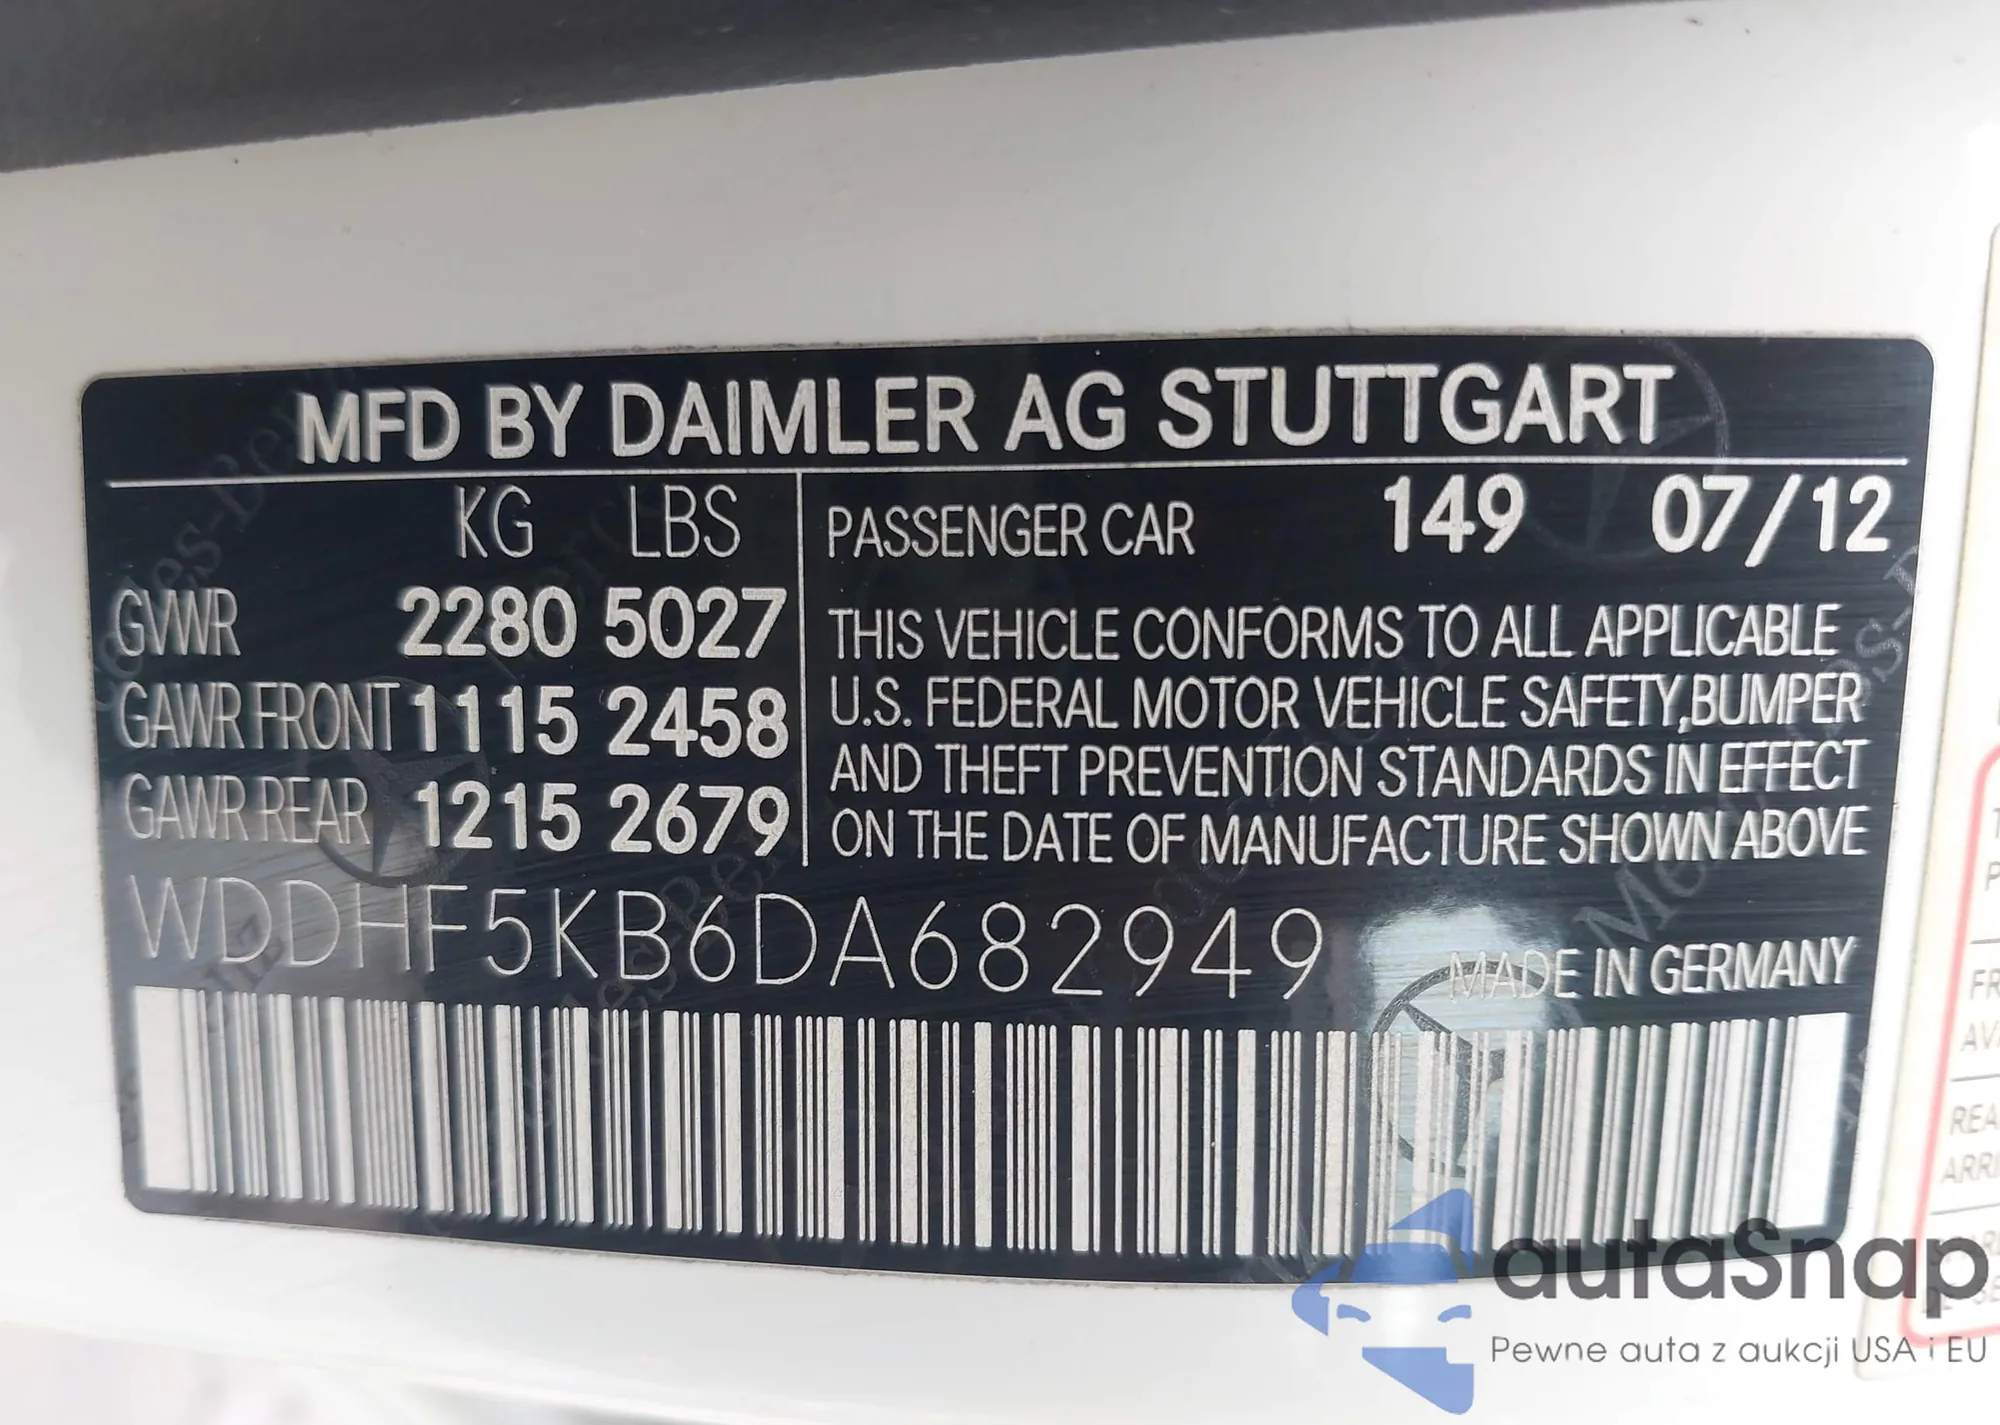 MFD BY DAIMLER AG STUTTGART
KG LBS
GVWR 2280 5027
GAWR FRONT 1115 2458
GAWR REAR 1215 2679
PASSENGER CAR 149 07/12
THIS VEHICLE CONFORMS TO ALL APPLICABLE
U.S. FEDERAL MOTOR VEHICLE SAFETY,BUMPER
AND THEFT PREVENTION STANDARDS IN EFFECT
ON THE DATE OF MANUFACTURE SHOWN ABOVE
WDDHF5KB6DA682949
MADE IN GERMANY
autaSnap
Pewne auta z aukcji USA i EU